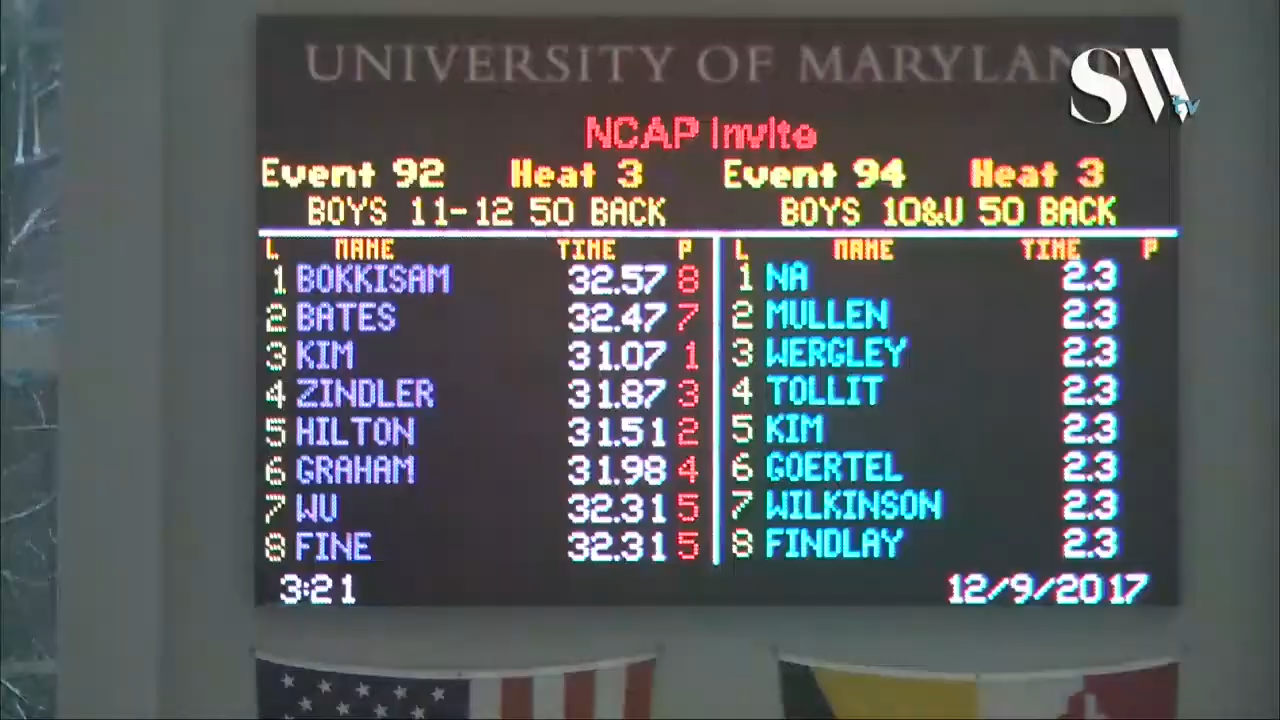 UNIVERSITY OF MARYLAND
SW
tv
NCAP Invite
Event 92 Heat 3 Event 94 Heat 3
BOYS 11-12 50 BACK BOYS 10&U 50 BACK
L NAME TIME P L NAME TIME P
1 BOKKISAM 32.57 8 1 NA 2.3
2 BATES 32.47 7 2 MULLEN 2.3
3 KIM 31.07 1 3 WERGLEY 2.3
4 ZINDLER 31.87 3 4 TOLLIT 2.3
5 HILTON 31.51 2 5 KIM 2.3
6 GRAHAM 31.98 4 6 GOERTEL 2.3
7 WU 32.31 5 7 WILKINSON 2.3
8 FINE 32.31 5 8 FINDLAY 2.3
3:21 12/9/2017